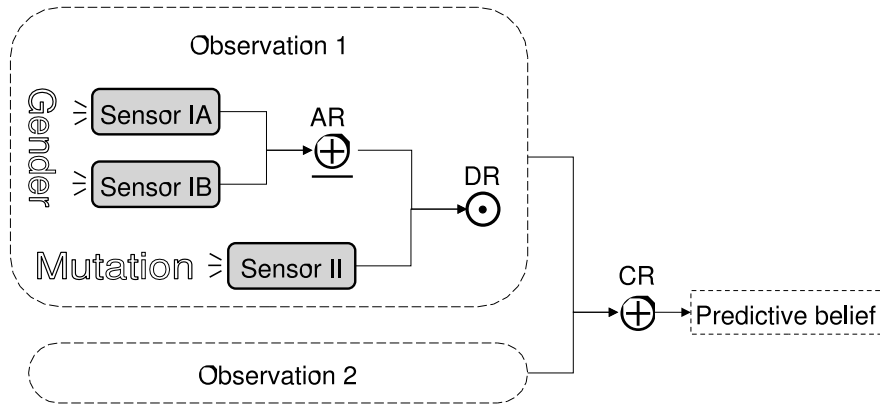 Observation 1
Gender
Sensor IA
AR
Sensor IB
DR
Mutation
Sensor II
CR
Predictive belief
Observation 2